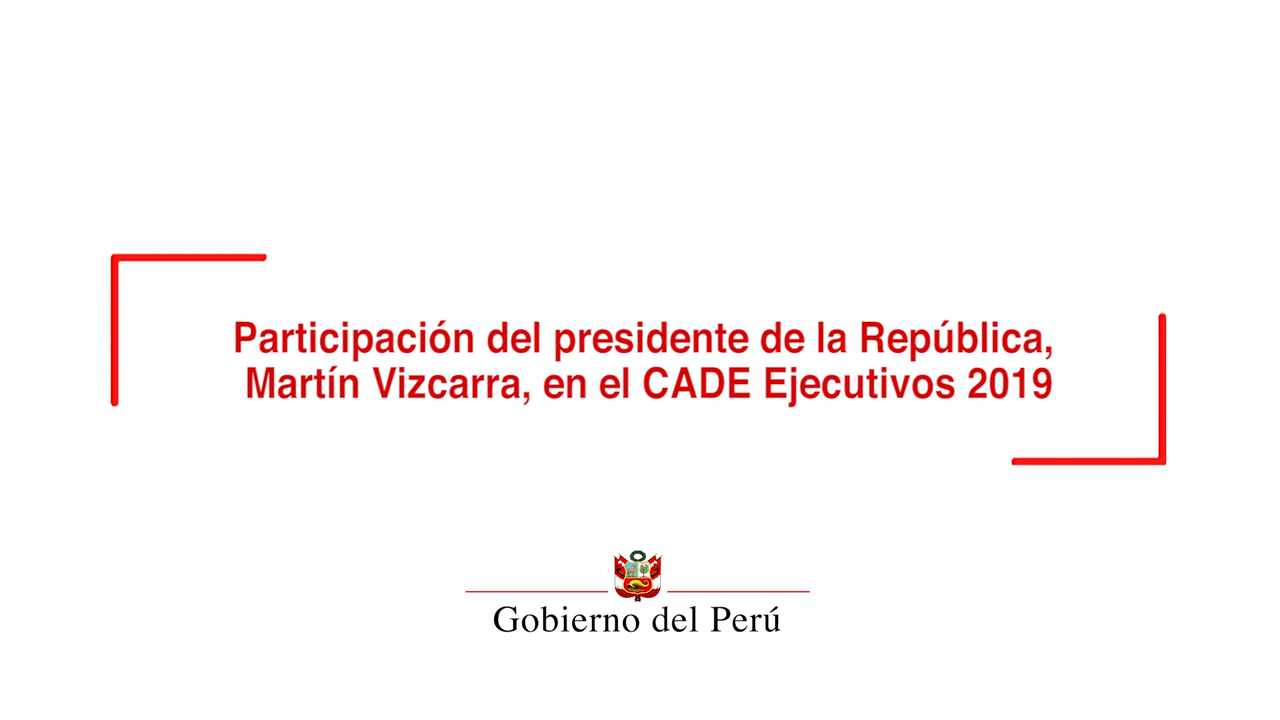 Participación del presidente de la República,
Martín Vizcarra, en el CADE Ejecutivos 2019
Gobierno del Perú